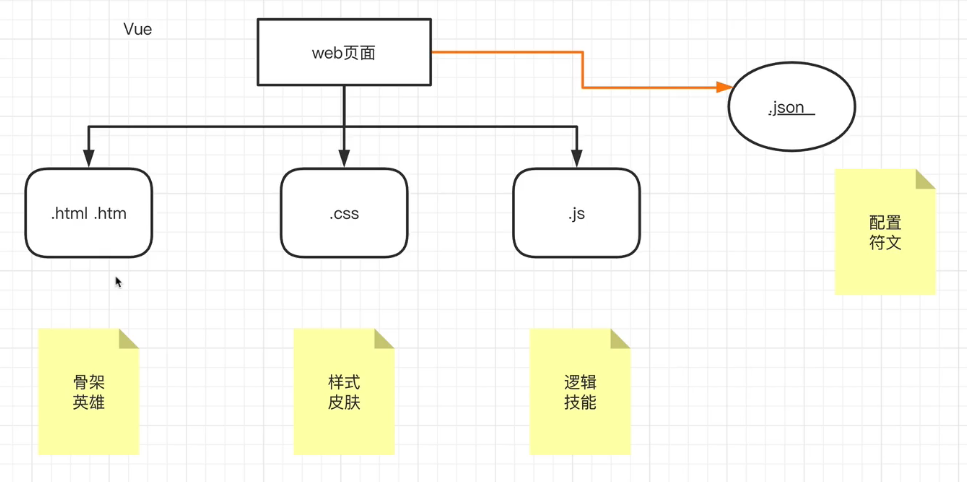 Vue
web页面
.json
.html .htm
.css
.js
配置
符文
骨架
英雄
样式
皮肤
逻辑
技能